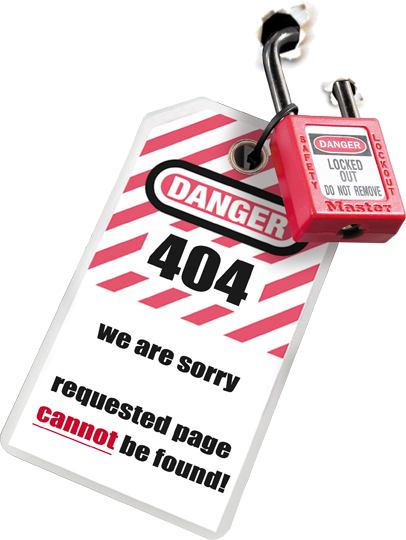 DANGER
404
we are sorry
requested page
cannot be found!
DANGER
LOCKED
OUT
DO NOT REMOVE
SAFETY
LOCKOUT
Master